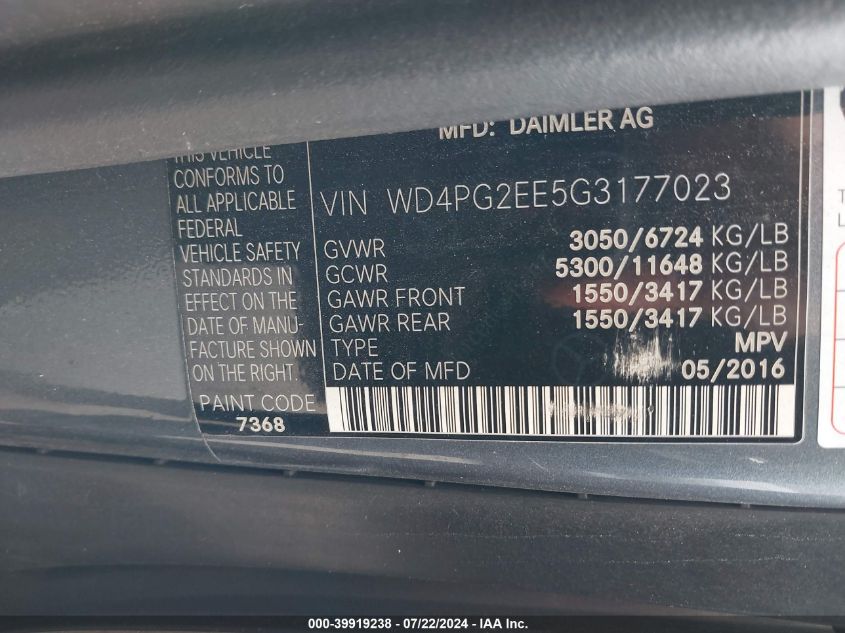 MFD: DAIMLER AG
THIS VEHICLE
CONFORMS TO
ALL APPLICABLE
FEDERAL
VEHICLE SAFETY
STANDARDS IN
EFFECT ON THE
DATE OF MANU-
FACTURE SHOWN
ON THE RIGHT.
PAINT CODE
7368
VIN WD4PG2EE5G3177023
GVWR 3050/6724 KG/LB
GCWR 5300/11648 KG/LB
GAWR FRONT 1550/3417 KG/LB
GAWR REAR 1550/3417 KG/LB
TYPE MPV
DATE OF MFD 05/2016
000-39919238 - 07/22/2024 - IAA Inc.